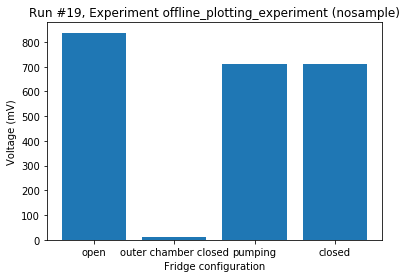 Run #19, Experiment offline_plotting_experiment (nosample)
800
700
600
500
400
300
200
100
0
Voltage (mV)
open outer chamber closed pumping closed
Fridge configuration